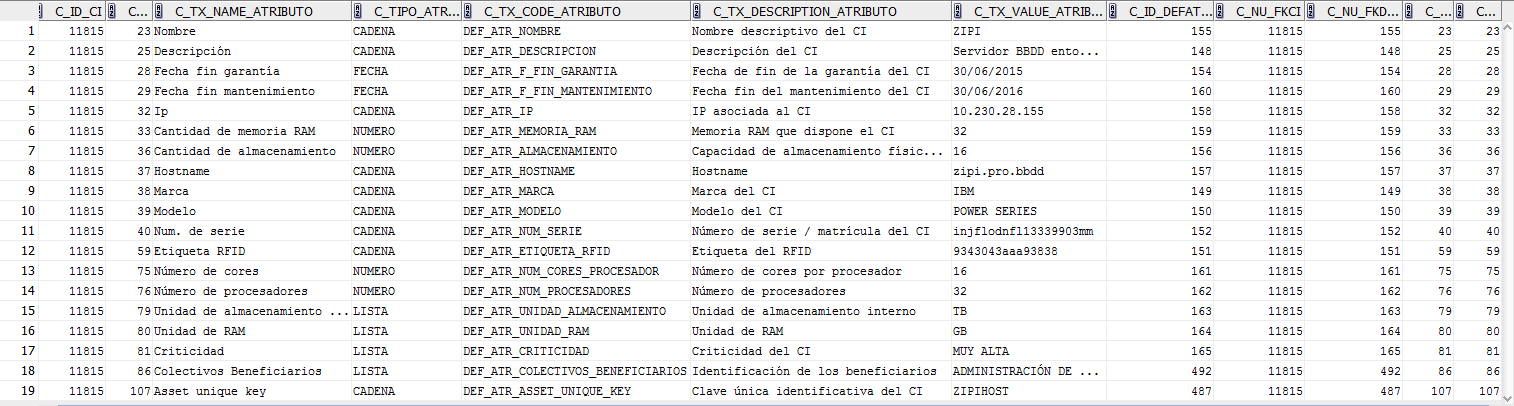 C_ID_CI C... C_TX_NAME_ATRIBUTO C_TIPO_ATR... C_TX_CODE_ATRIBUTO C_TX_DESCRIPTION_ATRIBUTO C_TX_VALUE_ATRIB... C_ID_DEFAT... C_NU_FKCI C_NU_FKD... C_... C...
1 11815 23 Nombre CADENA DEF_ATR_NOMBRE Nombre descriptivo del CI ZIPI 155 11815 155 23 23
2 11815 25 Descripción CADENA DEF_ATR_DESCRIPCION Descripción del CI Servidor BBDD ento... 148 11815 148 25 25
3 11815 28 Fecha fin garantía FECHA DEF_ATR_F_FIN_GARANTIA Fecha de fin de la garantía del CI 30/06/2015 154 11815 154 28 28
4 11815 29 Fecha fin mantenimiento FECHA DEF_ATR_F_FIN_MANTENIMIENTO Fecha fin del mantenimiento del CI 30/06/2016 160 11815 160 29 29
5 11815 32 Ip CADENA DEF_ATR_IP IP asociada al CI 10.230.28.155 158 11815 158 32 32
6 11815 33 Cantidad de memoria RAM NUMERO DEF_ATR_MEMORIA_RAM Memoria RAM que dispone el CI 32 159 11815 159 33 33
7 11815 36 Cantidad de almacenamiento NUMERO DEF_ATR_ALMACENAMIENTO Capacidad de almacenamiento físic... 16 156 11815 156 36 36
8 11815 37 Hostname CADENA DEF_ATR_HOSTNAME Hostname zipi.pro.bbdd 157 11815 157 37 37
9 11815 38 Marca CADENA DEF_ATR_MARCA Marca del CI IBM 149 11815 149 38 38
10 11815 39 Modelo CADENA DEF_ATR_MODELO Modelo del CI POWER SERIES 150 11815 150 39 39
11 11815 40 Num. de serie CADENA DEF_ATR_NUM_SERIE Número de serie / matrícula del CI injflodnfl13339903mm 152 11815 152 40 40
12 11815 59 Etiqueta RFID CADENA DEF_ATR_ETIQUETA_RFID Etiqueta del RFID 9343043aaa93838 151 11815 151 59 59
13 11815 75 Número de cores NUMERO DEF_ATR_NUM_CORES_PROCESADOR Número de cores por procesador 16 161 11815 161 75 75
14 11815 76 Número de procesadores NUMERO DEF_ATR_NUM_PROCESADORES Número de procesadores 32 162 11815 162 76 76
15 11815 79 Unidad de almacenamiento ... LISTA DEF_ATR_UNIDAD_ALMACENAMIENTO Unidad de almacenamiento interno TB 163 11815 163 79 79
16 11815 80 Unidad de RAM LISTA DEF_ATR_UNIDAD_RAM Unidad de RAM GB 164 11815 164 80 80
17 11815 81 Criticidad LISTA DEF_ATR_CRITICIDAD Criticidad del CI MUY ALTA 165 11815 165 81 81
18 11815 86 Colectivos Beneficiarios LISTA DEF_ATR_COLECTIVOS_BENEFICIARIOS Identificación de los beneficiarios ADMINISTRACIÓN DE ... 492 11815 492 86 86
19 11815 107 Asset unique key CADENA DEF_ATR_ASSET_UNIQUE_KEY Clave única identificativa del CI ZIPIHOST 487 11815 487 107 107